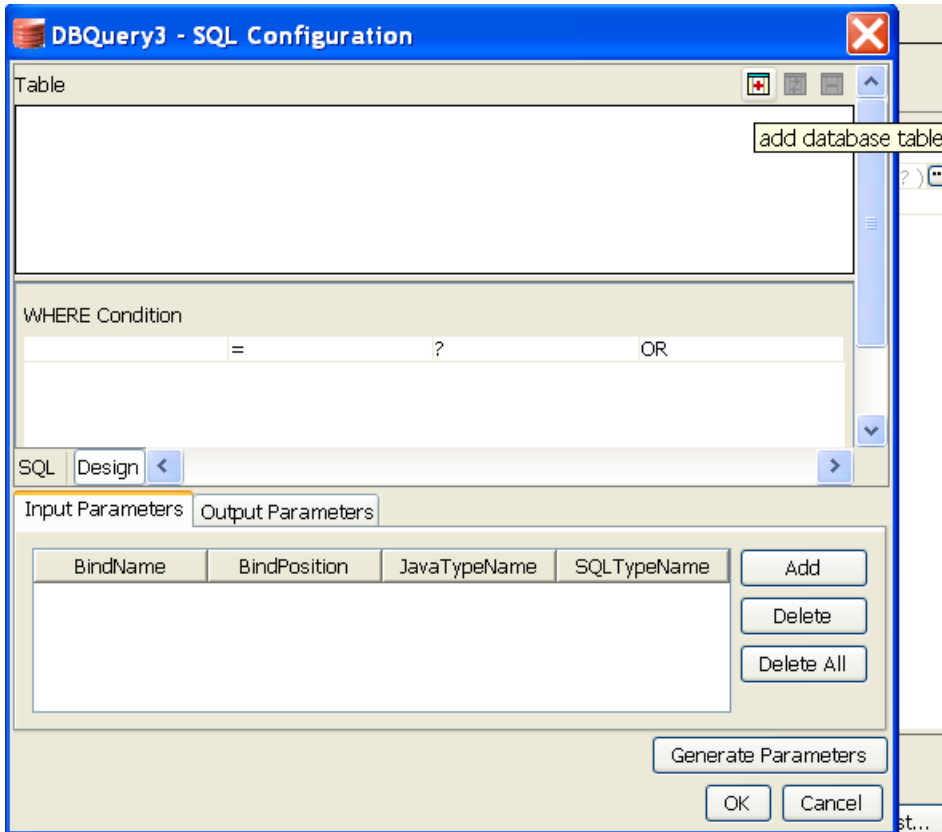 DBQuery3 - SQL Configuration
Table
add database table
? )
WHERE Condition
= ? OR
SQL Design
Input Parameters Output Parameters
BindName BindPosition JavaTypeName SQLTypeName
Add
Delete
Delete All
Generate Parameters
OK Cancel
st...